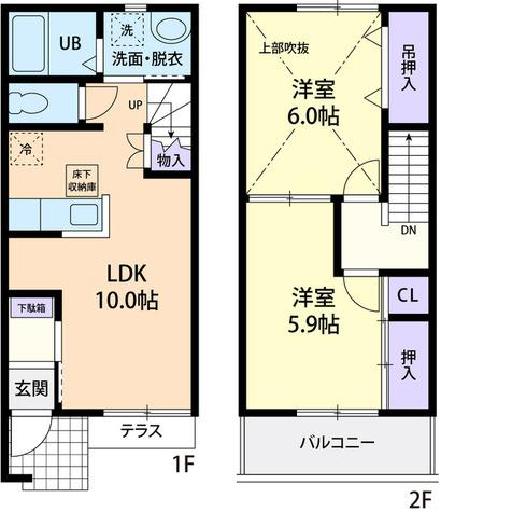 UB
洗
洗面・脱衣
UP
物入
冷
床下
収納庫
LDK
10.0帖
下駄箱
玄関
テラス
1F
上部吹抜
洋室
6.0帖
吊押入
DN
洋室
5.9帖
CL
押入
バルコニー
2F